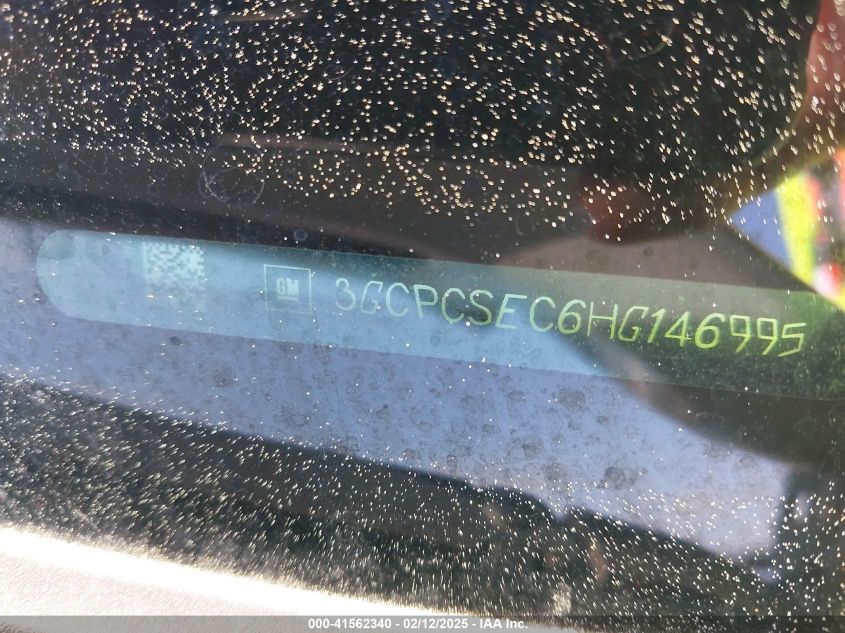 GM 3GCPCSEC6HG146995
000-41562340 - 02/12/2025 - IAA Inc.